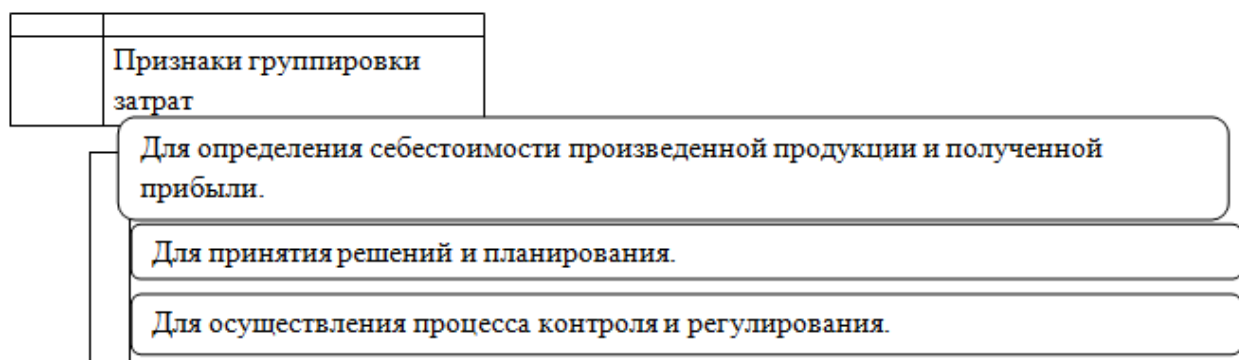 Признаки группировки
затрат
Для определения себестоимости произведенной продукции и полученной
прибыли.
Для принятия решений и планирования.
Для осуществления процесса контроля и регулирования.